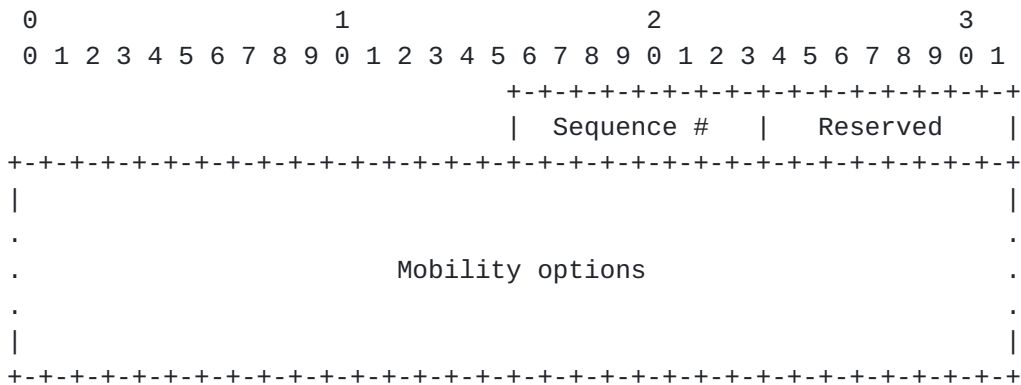 0                   1                   2                   3
 0 1 2 3 4 5 6 7 8 9 0 1 2 3 4 5 6 7 8 9 0 1 2 3 4 5 6 7 8 9 0 1
                                +-+-+-+-+-+-+-+-+-+-+-+-+-+-+-+-+
                                |  Sequence #   |   Reserved    |
+-+-+-+-+-+-+-+-+-+-+-+-+-+-+-+-+-+-+-+-+-+-+-+-+-+-+-+-+-+-+-+-+
|                                                               |
.                                                               .
.                        Mobility options                       .
.                                                               .
|                                                               |
+-+-+-+-+-+-+-+-+-+-+-+-+-+-+-+-+-+-+-+-+-+-+-+-+-+-+-+-+-+-+-+-+